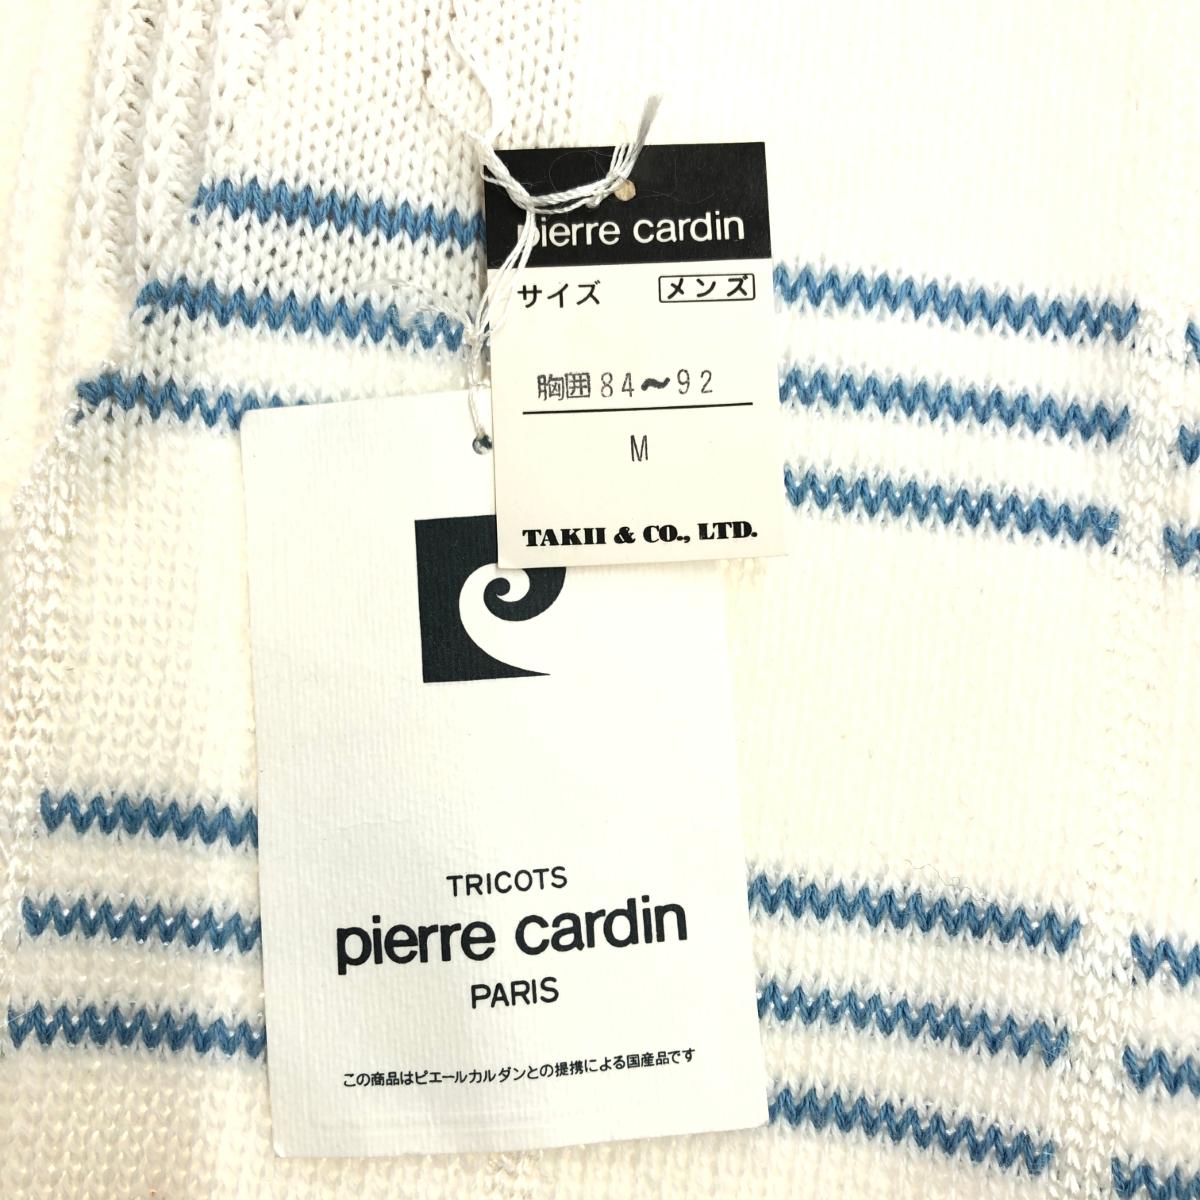 pierre cardin
サイズ メンズ
胸囲84〜92
M
TAKII & CO., LTD.
TRICOTS
pierre cardin
PARIS
この商品はピエールカルダンとの提携による国産品です